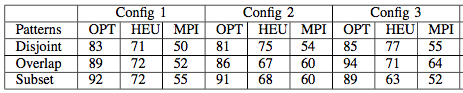 Config 1 Config 2 Config 3
Patterns OPT HEU MPI OPT HEU MPI OPT HEU MPI
Disjoint 83 71 50 81 75 54 85 77 55
Overlap 89 72 52 86 67 60 94 71 64
Subset 92 72 55 91 68 60 89 63 52